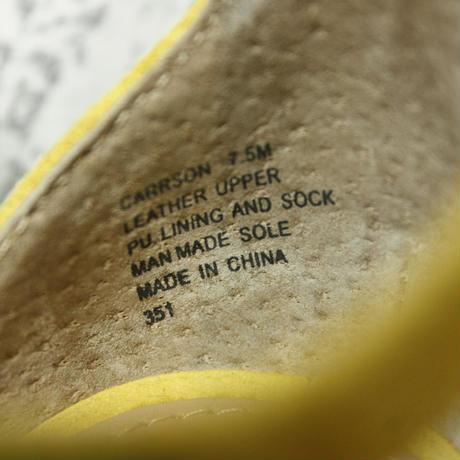 CARRSON 7.5M
LEATHER UPPER
PU LINING AND SOCK
MAN MADE SOLE
MADE IN CHINA
351